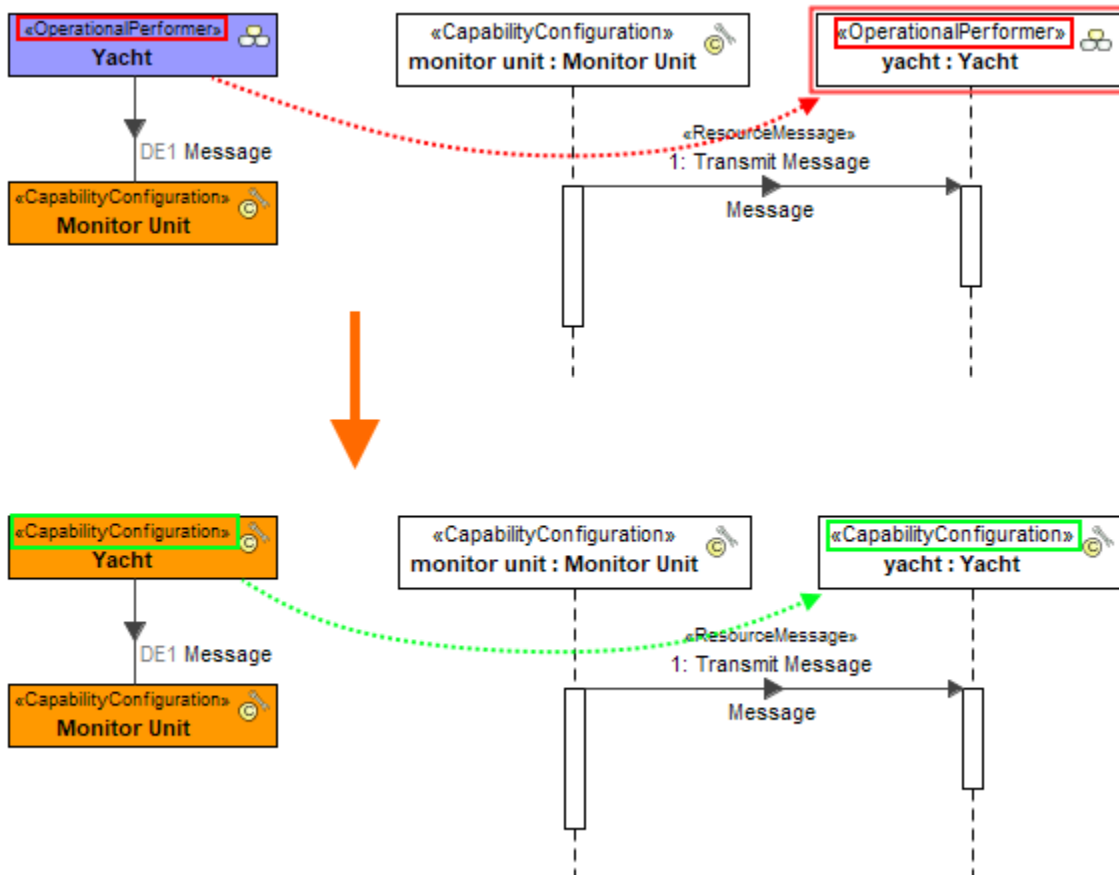 «OperationalPerformer»
Yacht
DE1 Message
«CapabilityConfiguration»
Monitor Unit
«CapabilityConfiguration»
monitor unit : Monitor Unit
«OperationalPerformer»
yacht : Yacht
«ResourceMessage»
1: Transmit Message
Message
«CapabilityConfiguration»
Yacht
DE1 Message
«CapabilityConfiguration»
Monitor Unit
«CapabilityConfiguration»
monitor unit : Monitor Unit
«CapabilityConfiguration»
yacht : Yacht
«ResourceMessage»
1: Transmit Message
Message